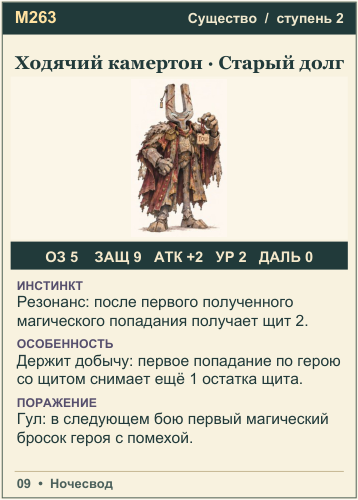 M263 Существо / ступень 2
Ходячий камертон · Старый долг
IOU
ОЗ 5 ЗАЩ 9 АТК +2 УР 2 ДАЛЬ 0
ИНСТИНКТ
Резонанс: после первого полученного
магического попадания получает щит 2.
ОСОБЕННОСТЬ
Держит добычу: первое попадание по герою
со щитом снимает ещё 1 остатка щита.
ПОРАЖЕНИЕ
Гул: в следующем бою первый магический
бросок героя с помехой.
09 • Ночесвод